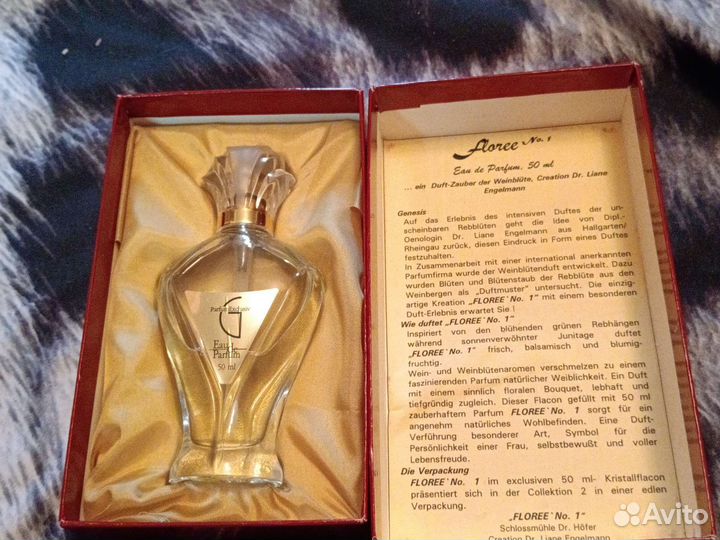 Parfum Exclusiv
G
Eau de
Parfum
50 ml
Floree No. 1
Eau de Parfum, 50 ml
... ein Duft-Zauber der Weinblüte, Creation Dr. Liane
Engelmann
Genesis
Auf das Erlebnis des intensiven Duftes der un-
scheinbaren Rebblüten geht die Idee von Dipl.-
Oenologin Dr. Liane Engelmann aus Hallgarten/
Rheingau zurück, diesen Eindruck in Form eines Duftes
festzuhalten.
In Zusammenarbeit mit einer international anerkannten
Parfumfirma wurde der Weinblütenduft entwickelt. Dazu
wurden Blüten und Blütenstaub der Rebblüte aus den
Weinbergen als „Duftmuster" untersucht. Die einzig-
artige Kreation „FLOREE` No. 1" mit einem besonderen
Duft-Erlebnis erwartet Sie !
Wie duftet „FLOREE` No. 1"
Inspiriert von den blühenden grünen Rebhängen
während sonnenverwöhnter Junitage duftet
„FLOREE` No. 1" frisch, balsamisch und blumig-
fruchtig.
Wein- und Weinblütenaromen verschmelzen zu einem
faszinierenden Parfum natürlicher Weiblichkeit. Ein Duft
mit einem sinnlich floralen Bouquet, lebhaft und
tiefgründig zugleich. Dieser Flacon gefüllt mit 50 ml
zauberhaftem Parfum FLOREE` No. 1 sorgt für ein
angenehm natürliches Wohlbefinden. Eine Duft-
Verführung besonderer Art, Symbol für die
Persönlichkeit einer Frau, selbstbewußt und voller
Lebensfreude.
Die Verpackung
FLOREE` No. 1 im exclusiven 50 ml- Kristallflacon
präsentiert sich in der Collektion 2 in einer edlen
Verpackung.
„FLOREE` No. 1"
Schlossmühle Dr. Höfer
Creation Dr. Liane Engelmann
Avito